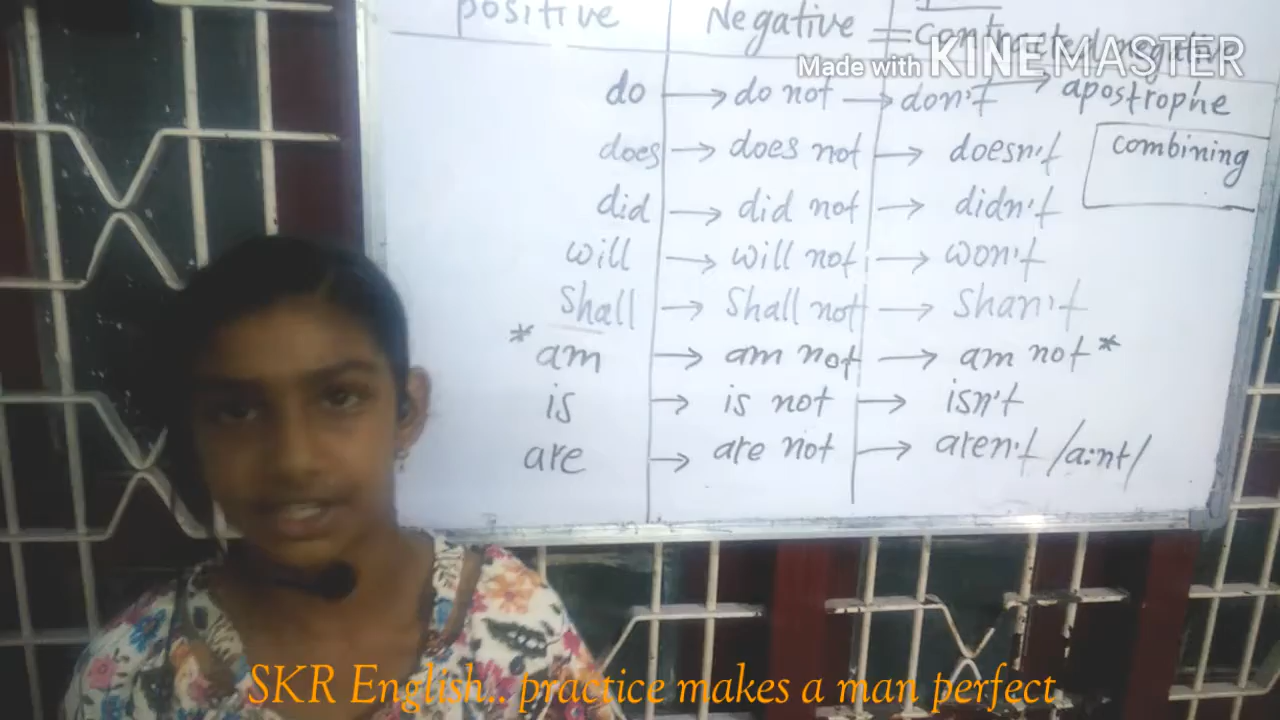 positive Negative = contracted negative
Made with KINEMASTER
do → do not → don't → apostrophe
does → does not → doesn't combining
did → did not → didn't
will → will not → won't
shall → shall not → shan't
* am → am not → am not *
is → is not → isn't
are → are not → aren't /a:nt/
SKR English.. practice makes a man perfect